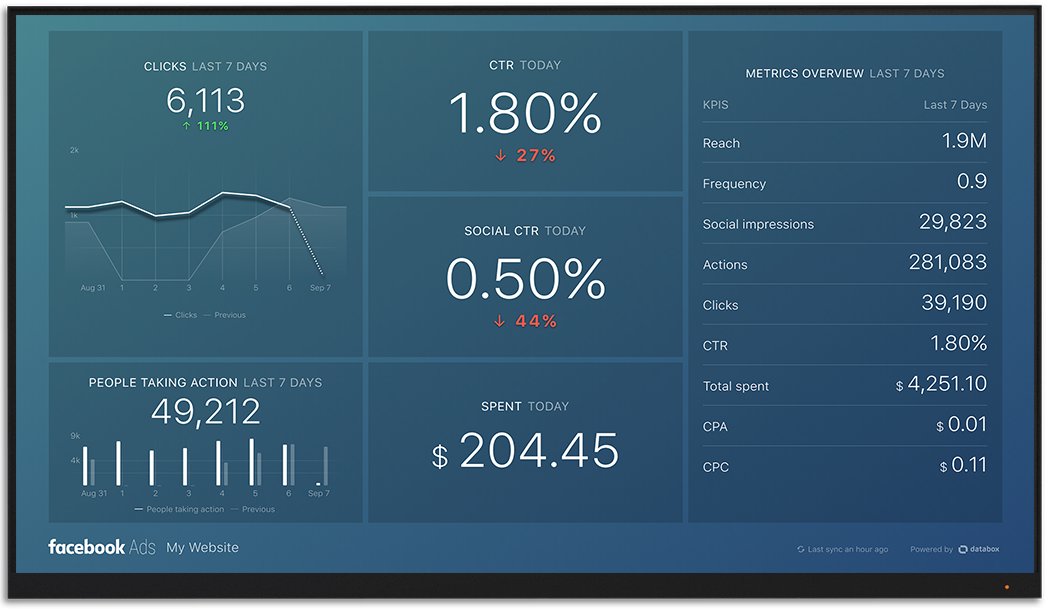 CLICKS LAST 7 DAYS
6,113
↑ 111%
2k
1k
Aug 31 1 2 3 4 5 6 Sep 7
Clicks Previous
PEOPLE TAKING ACTION LAST 7 DAYS
49,212
9k
4k
Aug 31 1 2 3 4 5 6 Sep 7
People taking action Previous
CTR TODAY
1.80%
↓ 27%
SOCIAL CTR TODAY
0.50%
↓ 44%
SPENT TODAY
$ 204.45
METRICS OVERVIEW LAST 7 DAYS
KPIS Last 7 Days
Reach 1.9M
Frequency 0.9
Social impressions 29,823
Actions 281,083
Clicks 39,190
CTR 1.80%
Total spent $ 4,251.10
CPA $ 0.01
CPC $ 0.11
facebook Ads My Website
Last sync an hour ago Powered by databox